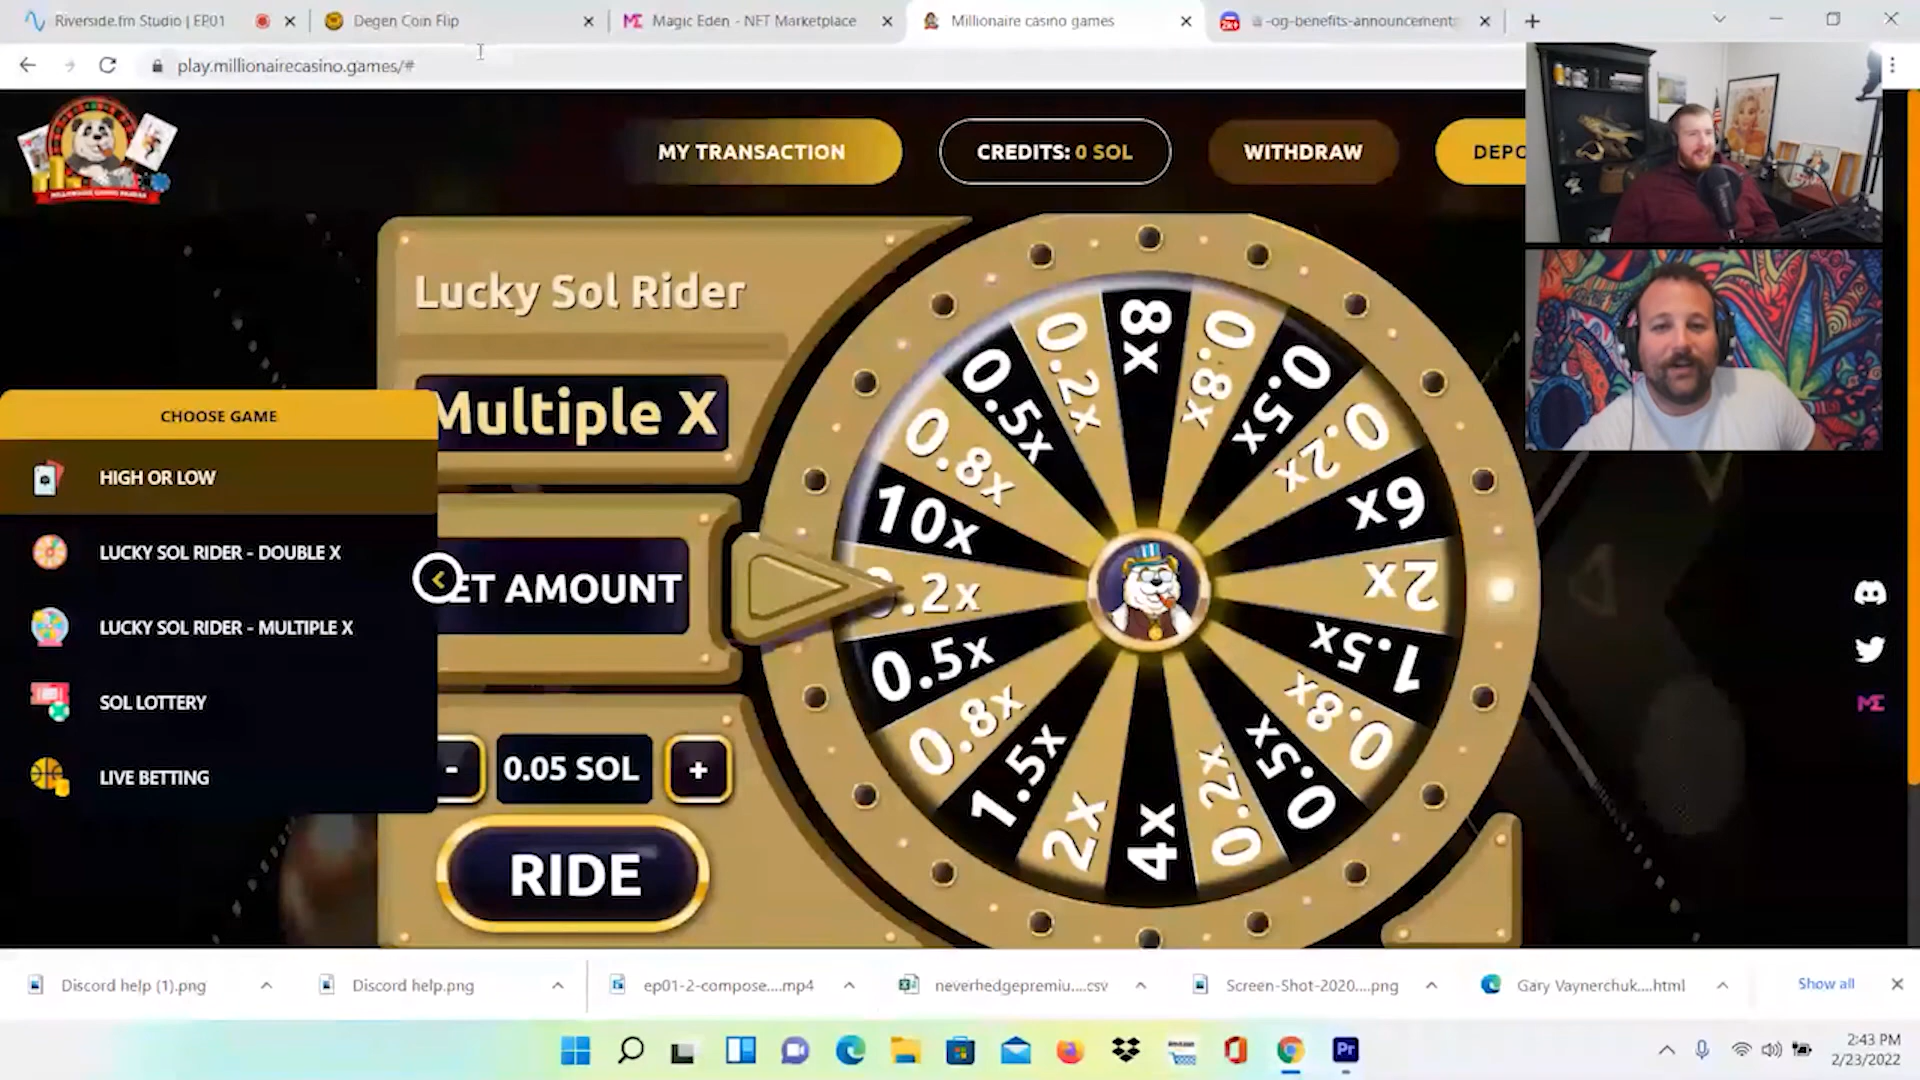 Riverside.fm Studio | EP01
Degen Coin Flip
Magic Eden - NFT Marketplace
Millionaire casino games
-og-benefits-announcement
play.millionairecasino.games/#
MY TRANSACTION
CREDITS: 0 SOL
WITHDRAW
DEPO
Lucky Sol Rider
Multiple X
CHOOSE GAME
HIGH OR LOW
LUCKY SOL RIDER - DOUBLE X
LUCKY SOL RIDER - MULTIPLE X
SOL LOTTERY
LIVE BETTING
ET AMOUNT
- 0.05 SOL +
RIDE
8x
0.8x
0.5x
0.2x
6x
2x
1.5x
0.8x
0.5x
0.2x
4x
2x
1.5x
0.8x
0.5x
.2x
10x
0.8x
0.5x
0.2x
Discord help (1).png
Discord help.png
ep01-2-compose....mp4
neverhedgepremiu....csv
Screen-Shot-2020....png
Gary Vaynerchuk....html
Show all
Pr
2:43 PM
2/23/2022